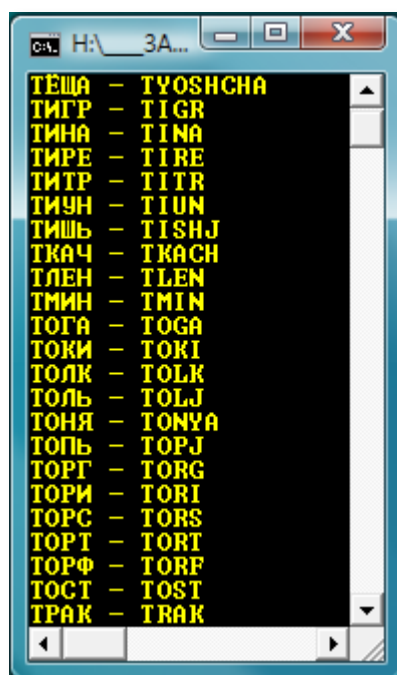 H:\___ЗА...
ТЁЩА - TYOSHCHA
ТИГР - TIGR
ТИНА - TINA
ТИРЕ - TIRE
ТИТР - TITR
ТИУН - TIUN
ТИШЬ - TISHJ
ТКАЧ - TKACH
ТЛЕН - TLEN
ТМИН - TMIN
ТОГА - TOGA
ТОКИ - TOKI
ТОЛК - TOLK
ТОЛЬ - TOLJ
ТОНЯ - TONYA
ТОПЬ - TOPJ
ТОРГ - TORG
ТОРИ - TORI
ТОРС - TORS
ТОРТ - TORT
ТОРФ - TORF
ТОСТ - TOST
ТРАК - TRAK